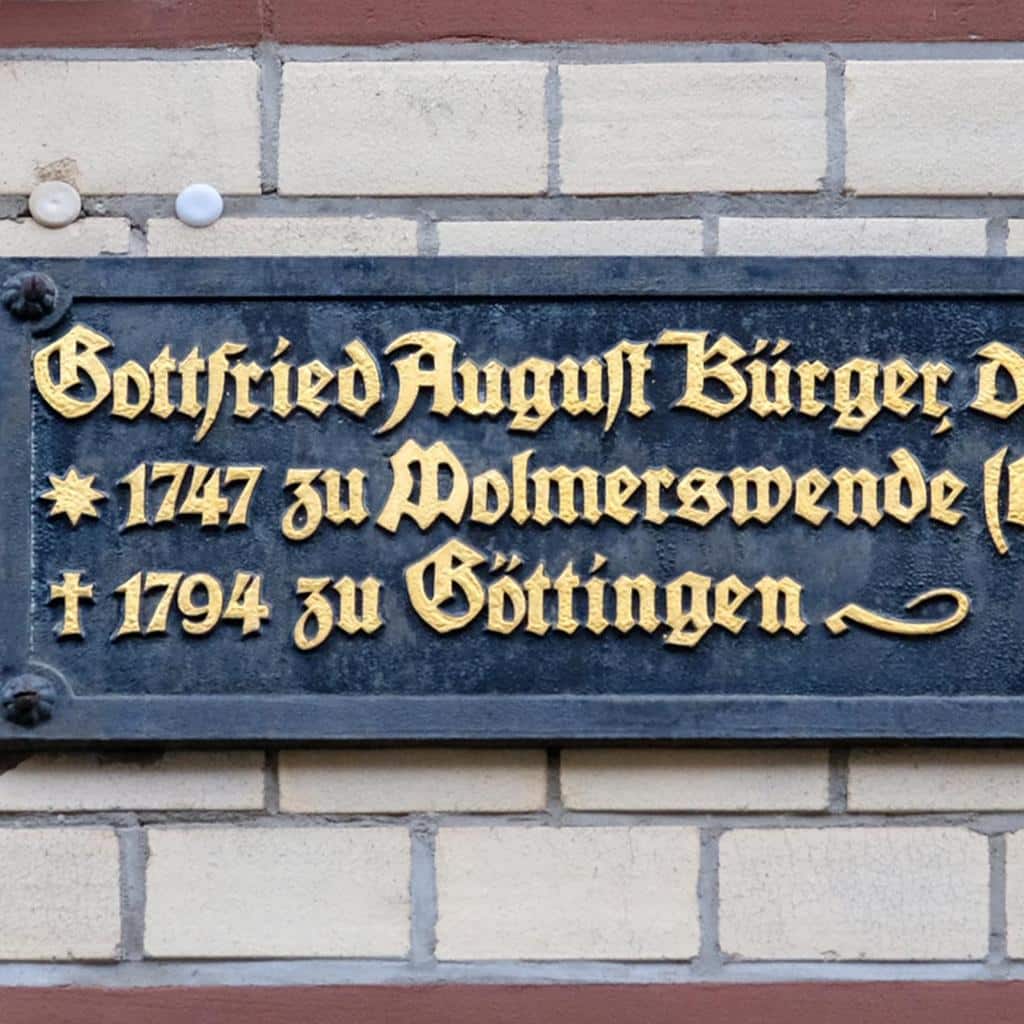 Gottfried August Bürger, D
* 1747 zu Molmerswende (
† 1794 zu Göttingen